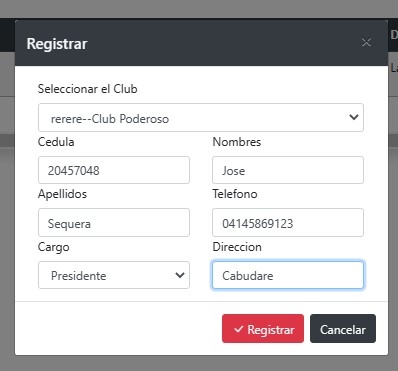 Registrar ×
Seleccionar el Club
rerere--Club Poderoso
Cedula Nombres
20457048 Jose
Apellidos Telefono
Sequera 04145869123
Cargo Direccion
Presidente Cabudare
Registrar Cancelar